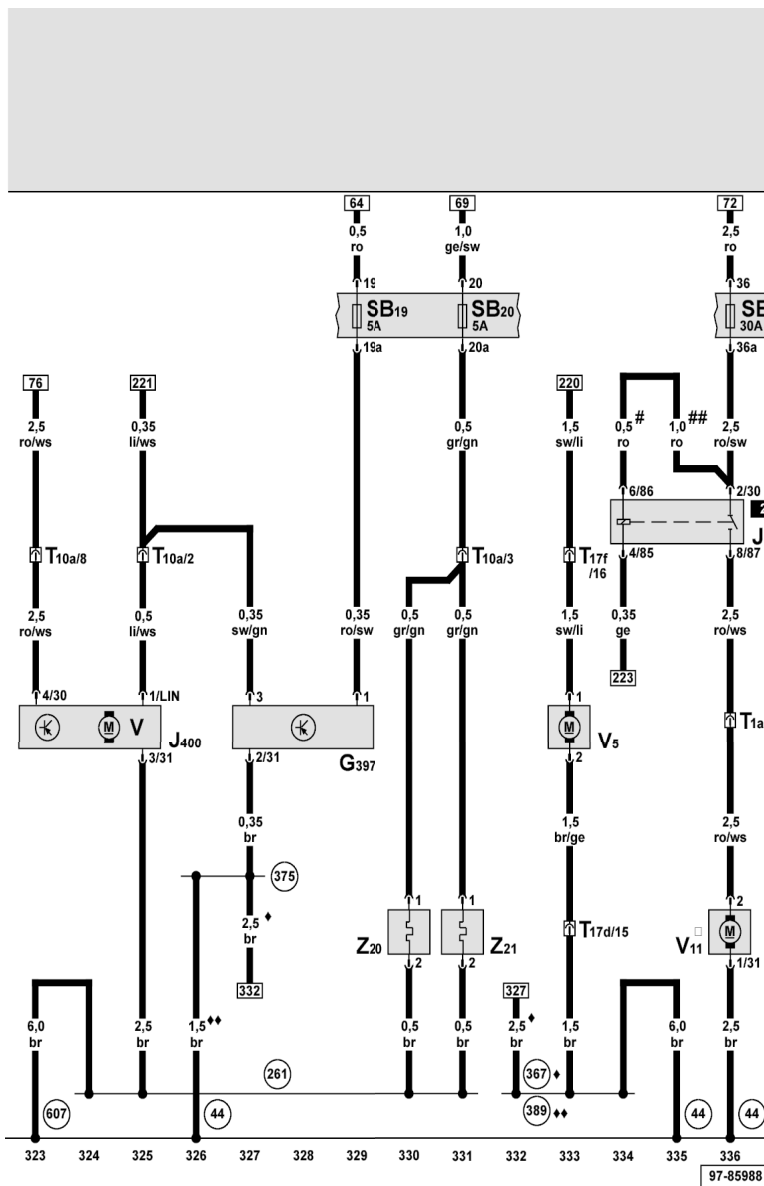 64 69 72
0,5 1,0 2,5
ro ge/sw ro
19 20 36
SB19 SB20 SB
5A 5A 30A
19a 20a 36a
76 221 220
2,5 0,35 0,5 1,5 0,5 # 1,0 ## 2,5
ro/ws li/ws gr/gn sw/li ro ro ro/sw
6/86 2/30
2
J
T10a/8 T10a/2 T10a/3 T17f 4/85 8/87
/16
2,5 0,5 0,35 0,35 0,5 0,5 1,5 0,35 2,5
ro/ws li/ws sw/gn ro/sw gr/gn gr/gn sw/li ge ro/ws
223
4/30 1/LIN 3 1 1
M V M T1a
J400 V5
3/31 2/31 G397 2
0,35 1,5 2,5
br br/ge ro/ws
375
1 1 2
2,5 ♦
br T17d/15 M
Z20 Z21 V11
2 2 1/31
332 327
6,0 2,5 1,5 ♦♦ 0,5 0,5 2,5 ♦ 1,5 6,0 2,5
br br br br br br br br br
261 367 ♦
607 44 389 ♦♦ 44 44
323 324 325 326 327 328 329 330 331 332 333 334 335 336
97-85988